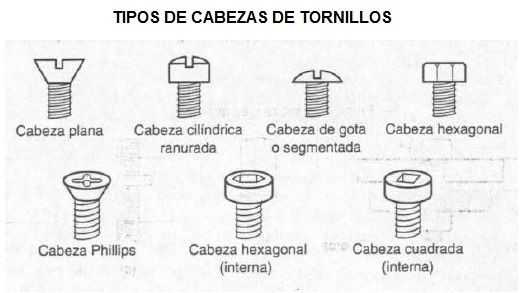 TIPOS DE CABEZAS DE TORNILLOS
Cabeza plana
Cabeza cilíndrica
ranurada
Cabeza de gota
o segmentada
Cabeza hexagonal
Cabeza Phillips
Cabeza hexagonal
(interna)
Cabeza cuadrada
(interna)